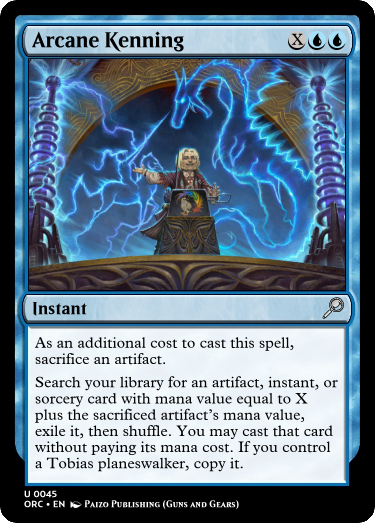 Arcane Kenning X U U
Instant
As an additional cost to cast this spell,
sacrifice an artifact.
Search your library for an artifact, instant, or
sorcery card with mana value equal to X
plus the sacrificed artifact's mana value,
exile it, then shuffle. You may cast that card
without paying its mana cost. If you control
a Tobias planeswalker, copy it.
U 0045
ORC • EN Paizo Publishing (Guns and Gears)